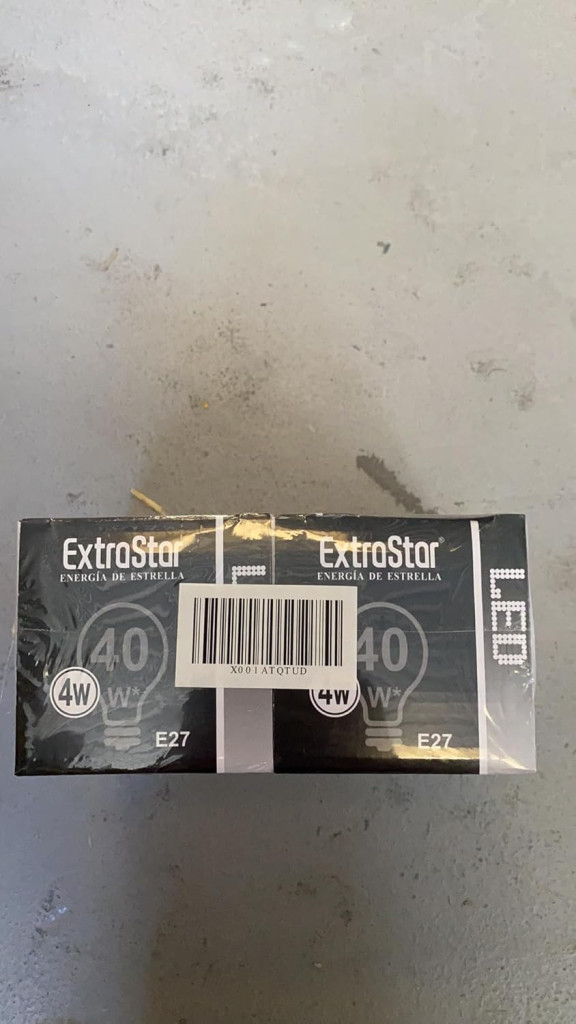 ExtraStar
ENERGÍA DE ESTRELLA
40
W*
4W
E27
X001ATQTUD
ExtraStar®
ENERGÍA DE ESTRELLA
40
W*
4W
E27
LED